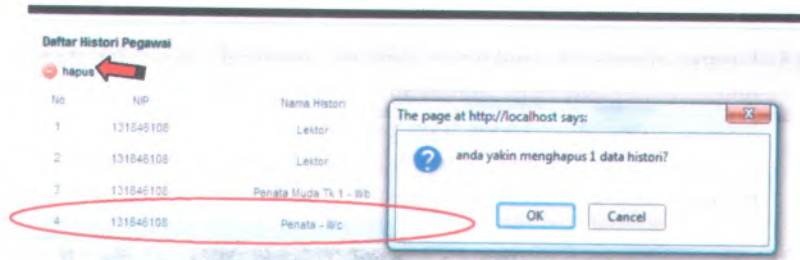 Daftar Histori Pegawai
hapus
No NIP Nama Histori
1 131846108 Lektor
2 131846108 Lektor
3 131846108 Penata Muda Tk 1 - III/b
4 131846108 Penata - III/c
The page at http://localhost says:
anda yakin menghapus 1 data histori?
OK Cancel